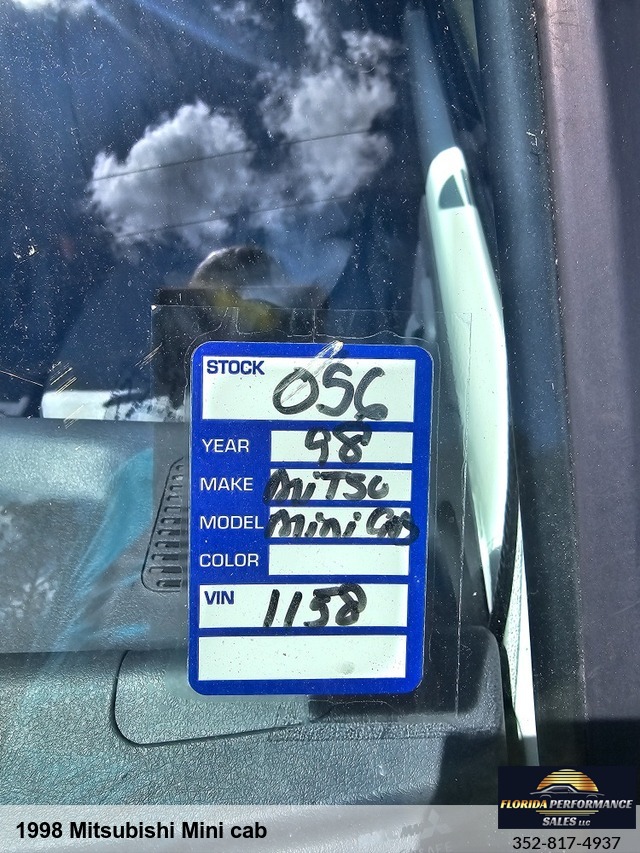 STOCK 056
YEAR 98
MAKE MiTSU
MODEL Mini CAB
COLOR
VIN 1158
1998 Mitsubishi Mini cab
FLORIDA PERFORMANCE
SALES LLC
352-817-4937